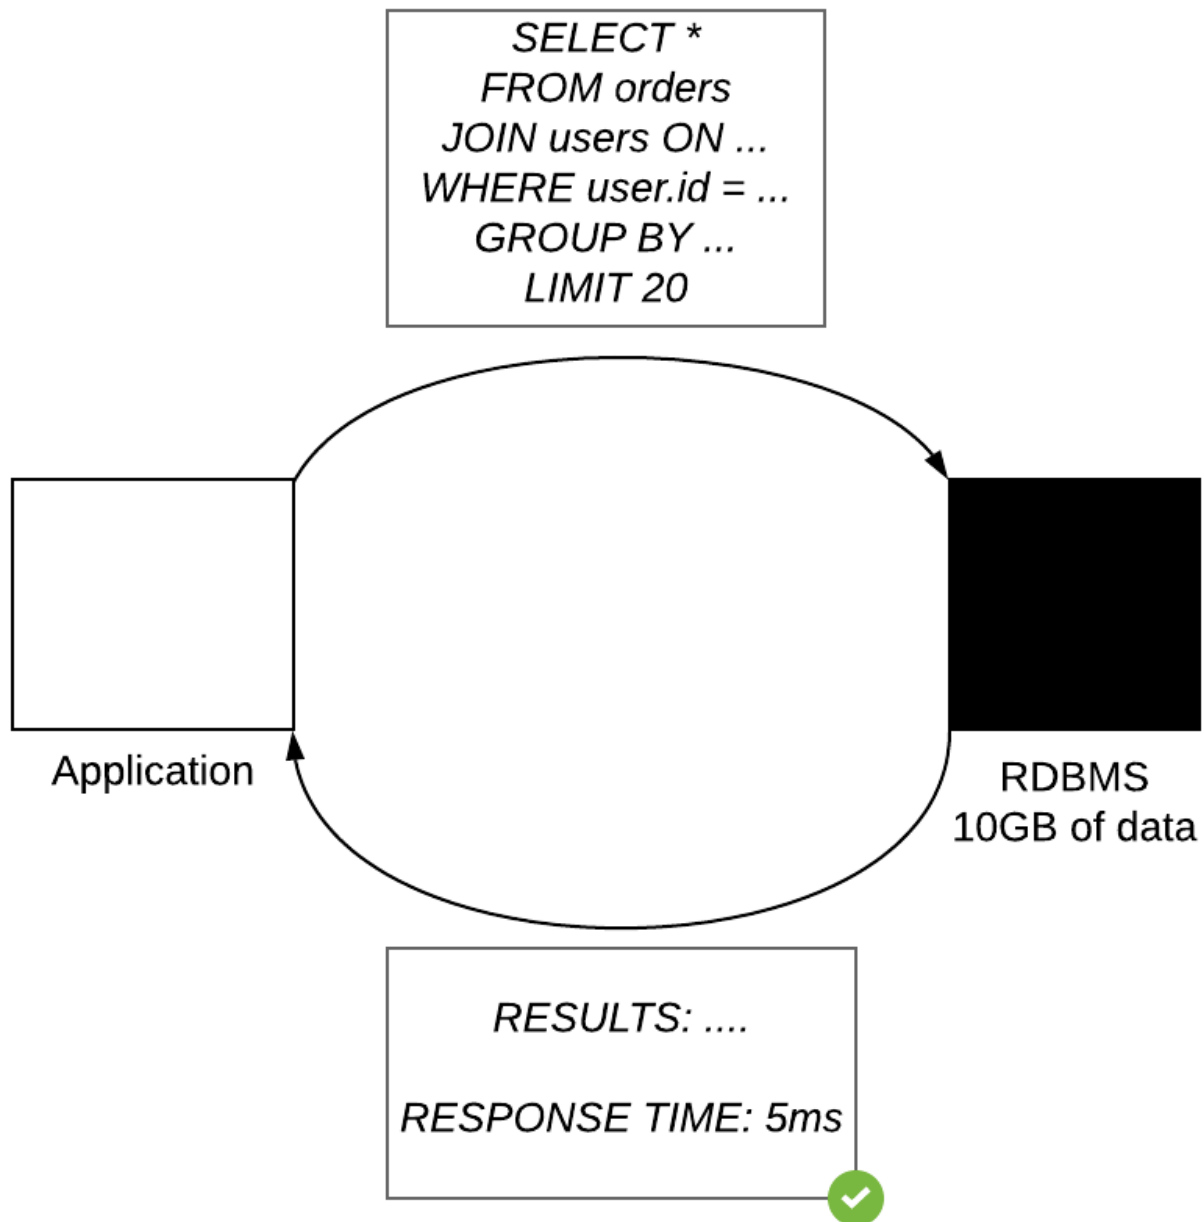 SELECT *
FROM orders
JOIN users ON ...
WHERE user.id = ...
GROUP BY ...
LIMIT 20
Application
RDBMS
10GB of data
RESULTS: ....
RESPONSE TIME: 5ms